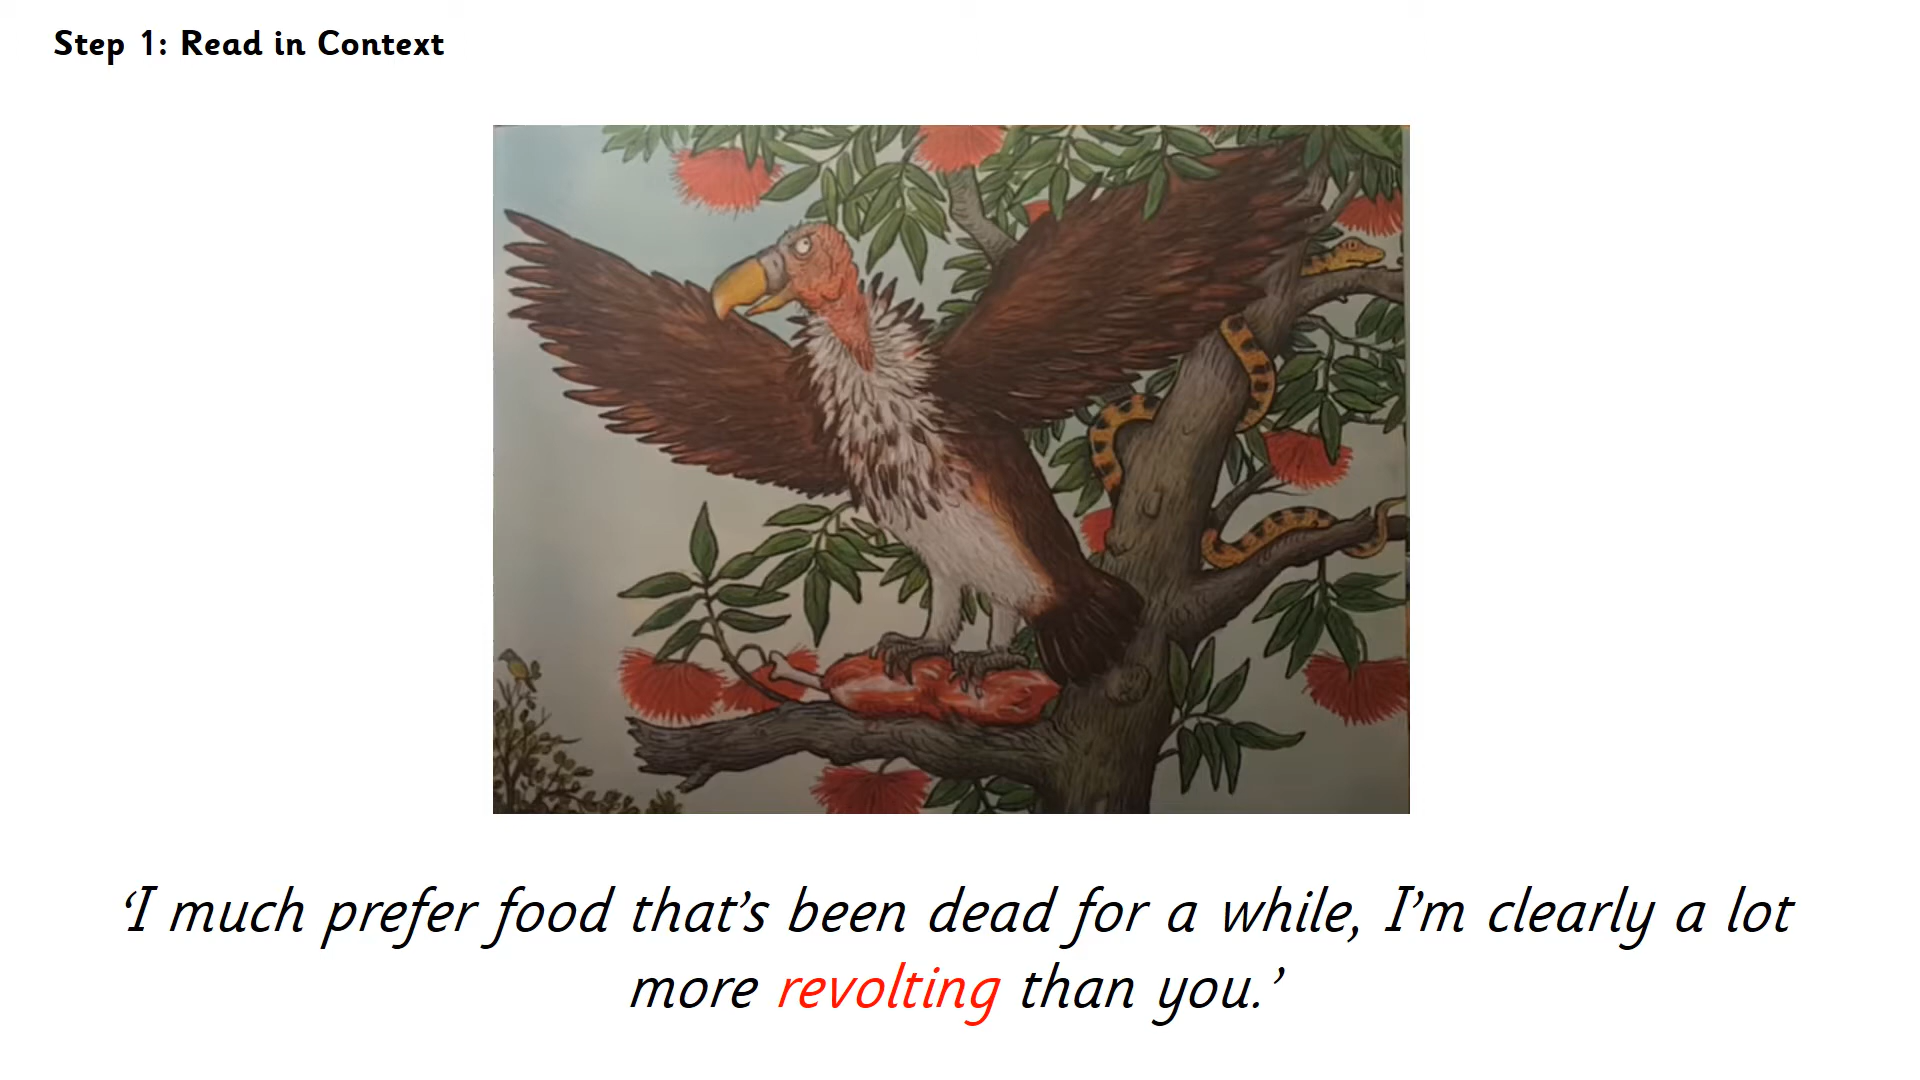 Step 1: Read in Context
‘I much prefer food that’s been dead for a while, I’m clearly a lot
more revolting than you.’